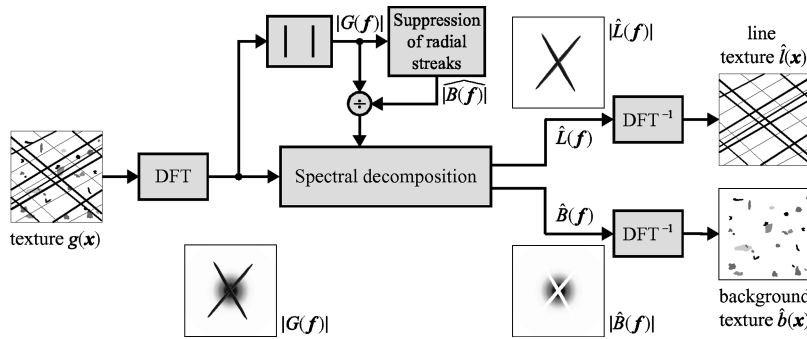 |G(f)|
Suppression
of radial
streaks
|B(f)|
÷
|L̂(f)|
line
texture l̂(x)
DFT
Spectral decomposition
L̂(f)
DFT⁻¹
B̂(f)
DFT⁻¹
texture g(x)
|G(f)|
|B̂(f)|
background
texture b̂(x)